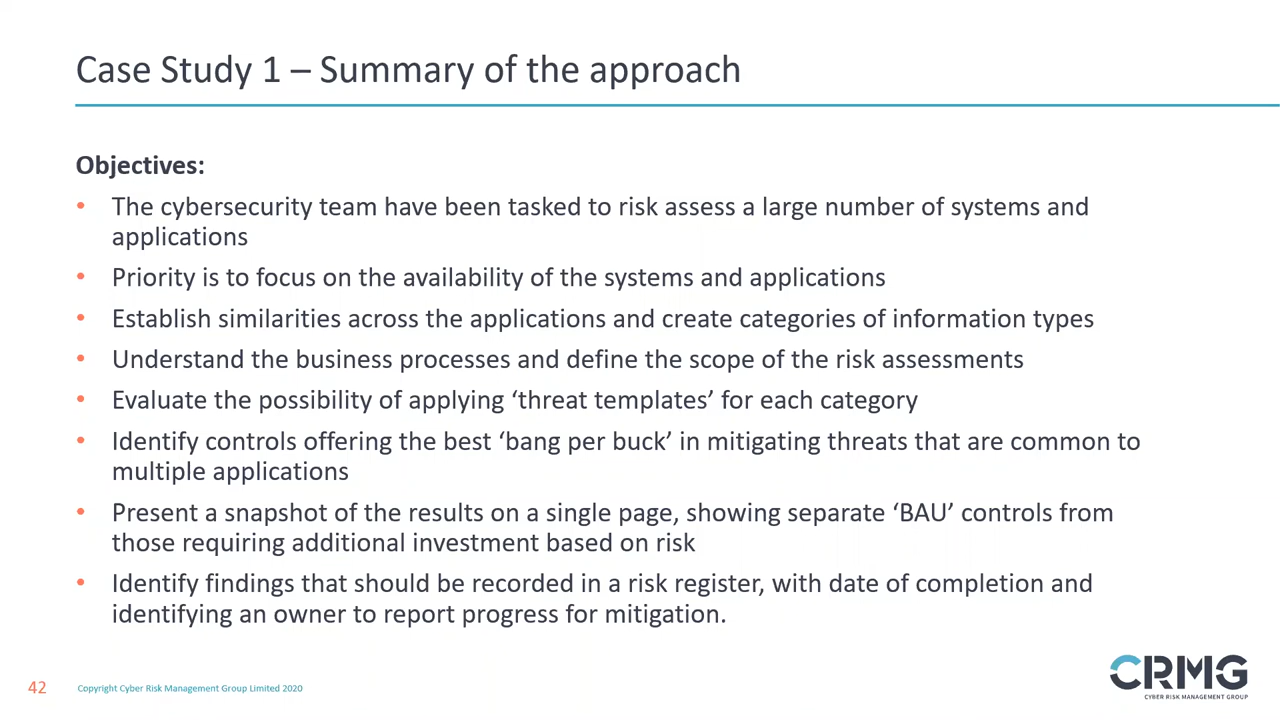 Case Study 1 – Summary of the approach
Objectives:
• The cybersecurity team have been tasked to risk assess a large number of systems and
applications
• Priority is to focus on the availability of the systems and applications
• Establish similarities across the applications and create categories of information types
• Understand the business processes and define the scope of the risk assessments
• Evaluate the possibility of applying ‘threat templates’ for each category
• Identify controls offering the best ‘bang per buck’ in mitigating threats that are common to
multiple applications
• Present a snapshot of the results on a single page, showing separate ‘BAU’ controls from
those requiring additional investment based on risk
• Identify findings that should be recorded in a risk register, with date of completion and
identifying an owner to report progress for mitigation.
42
Copyright Cyber Risk Management Group Limited 2020
CRMG
CYBER RISK MANAGEMENT GROUP